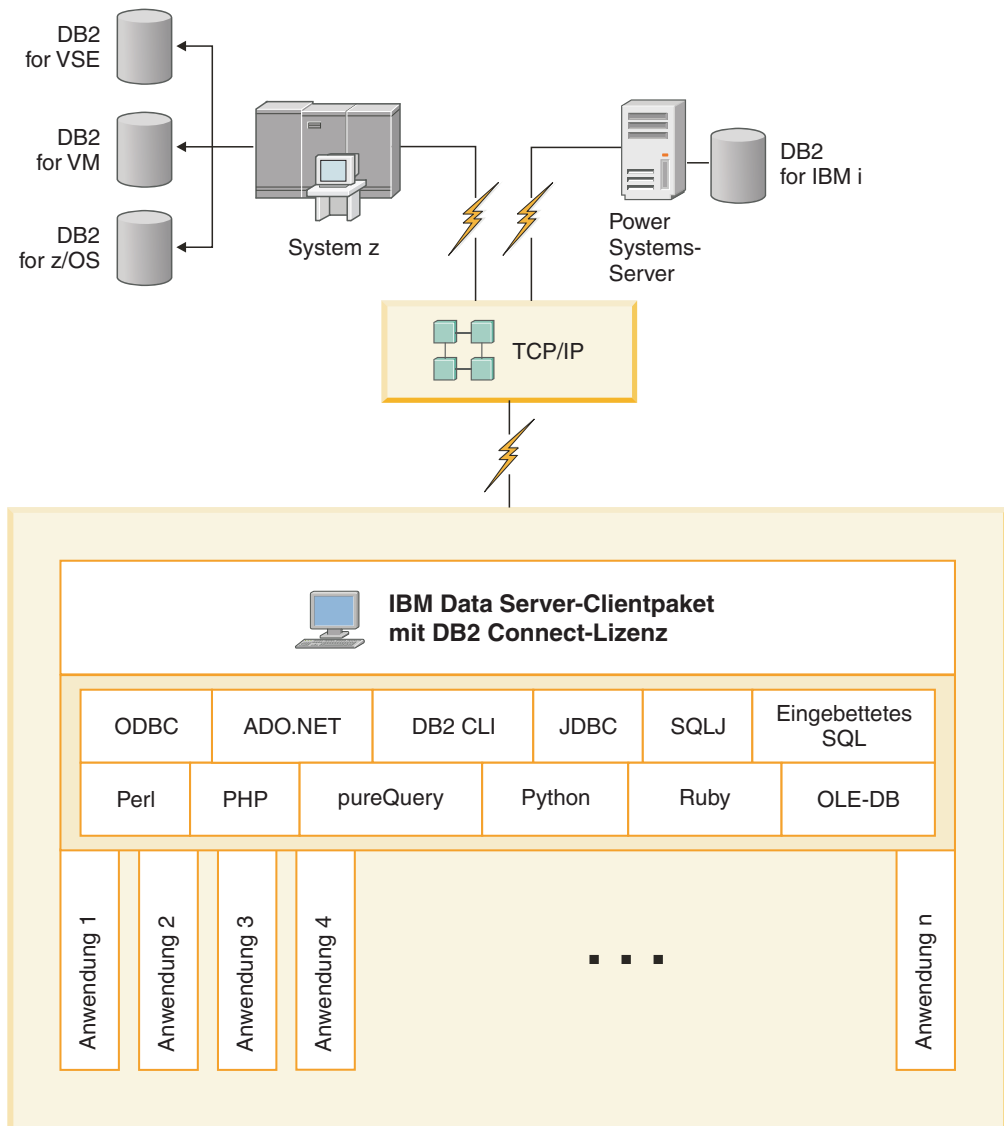 DB2
for VSE
DB2
for VM
DB2
for z/OS
System z
Power
Systems-
Server
DB2
for IBM i
TCP/IP
IBM Data Server-Clientpaket
mit DB2 Connect-Lizenz
ODBC
ADO.NET
DB2 CLI
JDBC
SQLJ
Eingebettetes
SQL
Perl
PHP
pureQuery
Python
Ruby
OLE-DB
Anwendung 1
Anwendung 2
Anwendung 3
Anwendung 4
. . .
Anwendung n